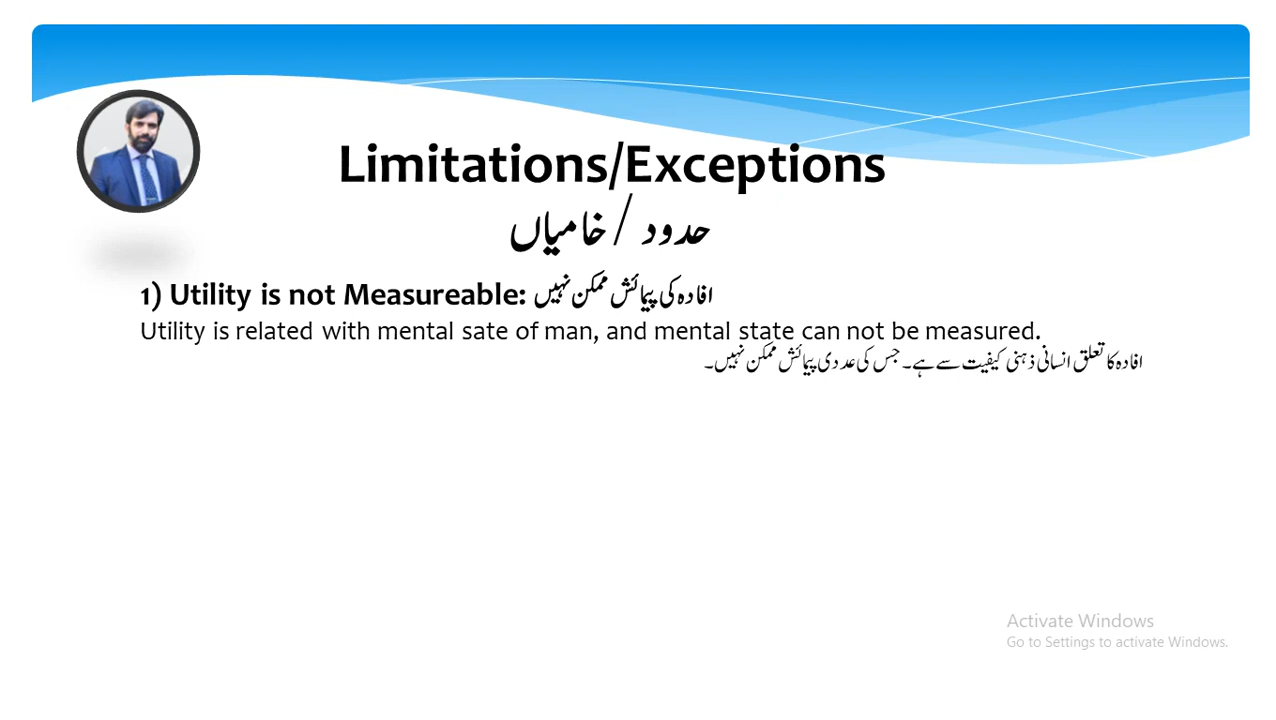 Limitations/Exceptions
حدود / خامیاں
1) Utility is not Measureable: افادہ کی پیمائش ممکن نہیں
Utility is related with mental sate of man, and mental state can not be measured.
افادہ کا تعلق انسانی ذہنی کیفیت سے ہے۔ جس کی عددی پیمائش ممکن نہیں۔
Activate Windows
Go to Settings to activate Windows.